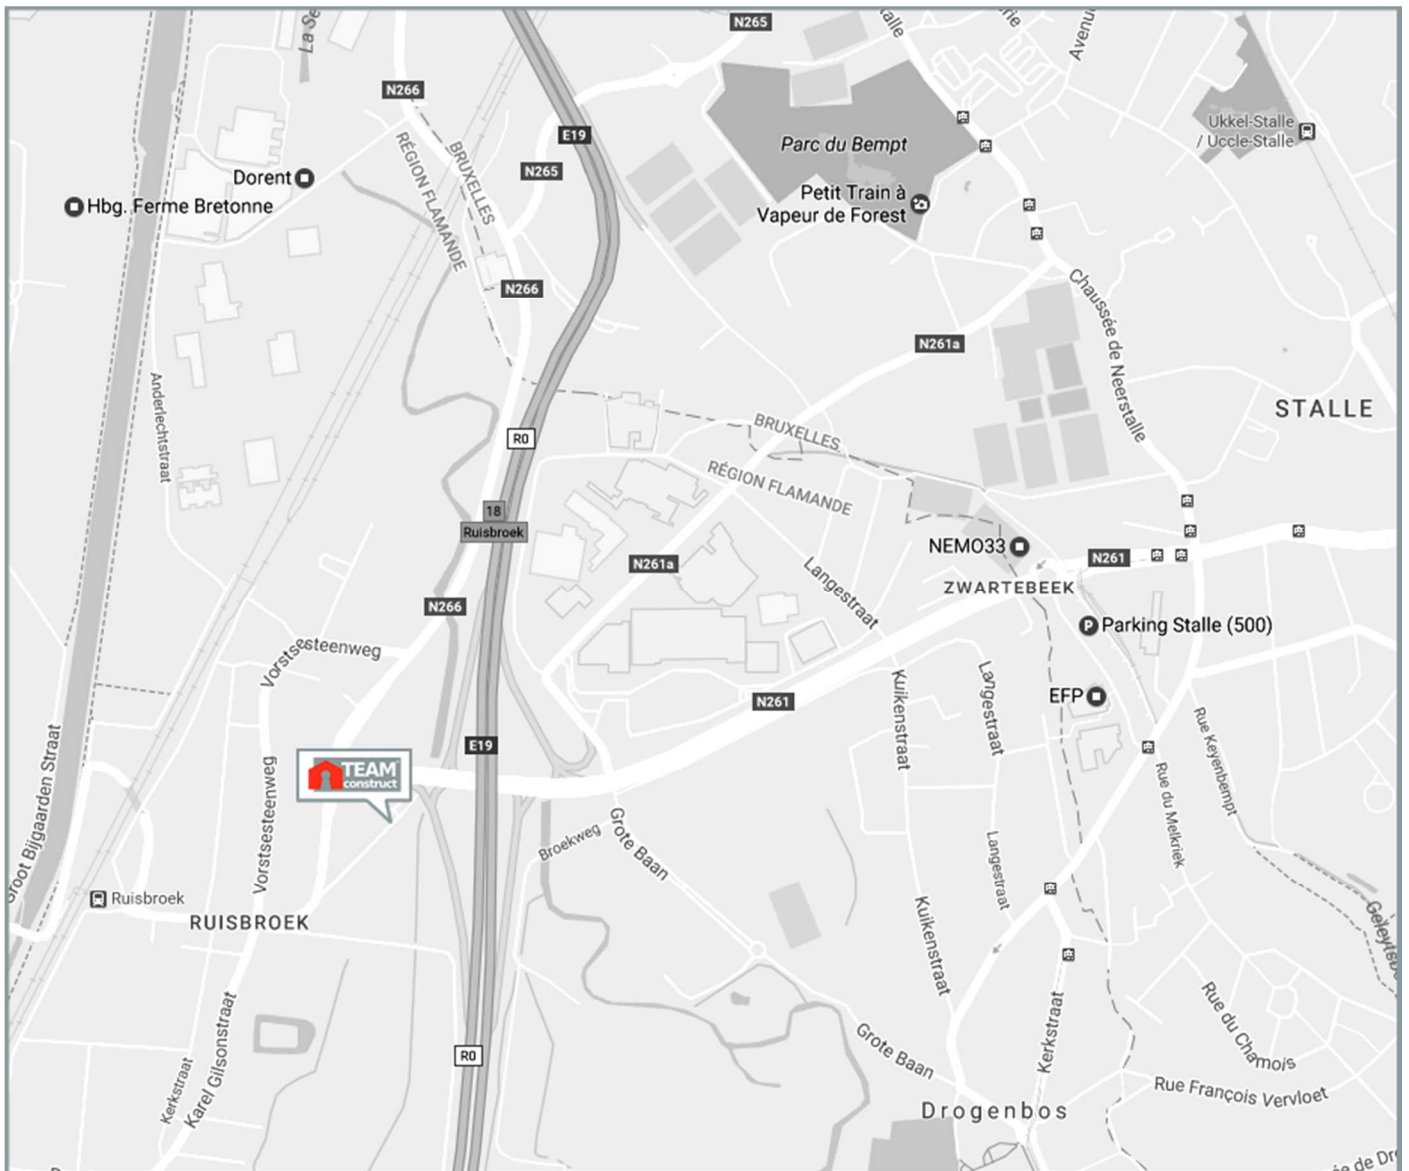 N265
N266
E19
Ukkel-Stalle
/ Uccle-Stalle
Parc du Bempt
RÉGION FLAMANDE
BRUXELLES
N265
Dorent
Petit Train à
Vapeur de Forest
Hbg. Ferme Bretonne
N266
Chaussée de Neerstalle
N261a
Anderlechtstraat
STALLE
BRUXELLES
R0
RÉGION FLAMANDE
18
Ruisbroek
NEMO33
N261
N261a
Langestraat
ZWARTEBEEK
N266
Parking Stalle (500)
P
Vorstsesteenweg
Kuikenstraat
Langestraat
EFP
N261
Groot Bijgaarden Straat
E19
Rue Keyenbempt
TEAM
construct
Vorstsesteenweg
Rue du Melkriek
Grote Baan
Broekweg
Langestraat
Ruisbroek
RUISBROEK
Kuikenstraat
Karel Gilsonstraat
Kerkstraat
Rue du Chamois
R0
Grote Baan
Kerkstraat
Rue François Vervloet
Drogenbos